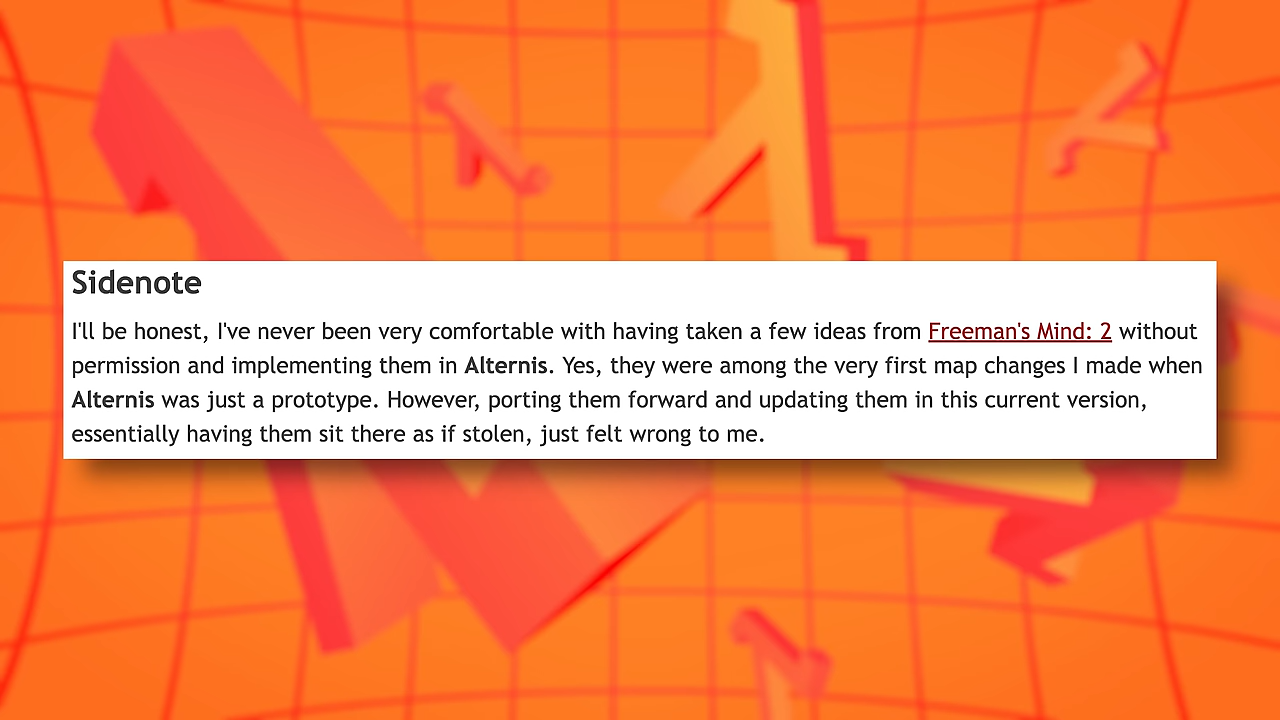 Sidenote
I'll be honest, I've never been very comfortable with having taken a few ideas from Freeman's Mind: 2 without
permission and implementing them in Alternis. Yes, they were among the very first map changes I made when
Alternis was just a prototype. However, porting them forward and updating them in this current version,
essentially having them sit there as if stolen, just felt wrong to me.